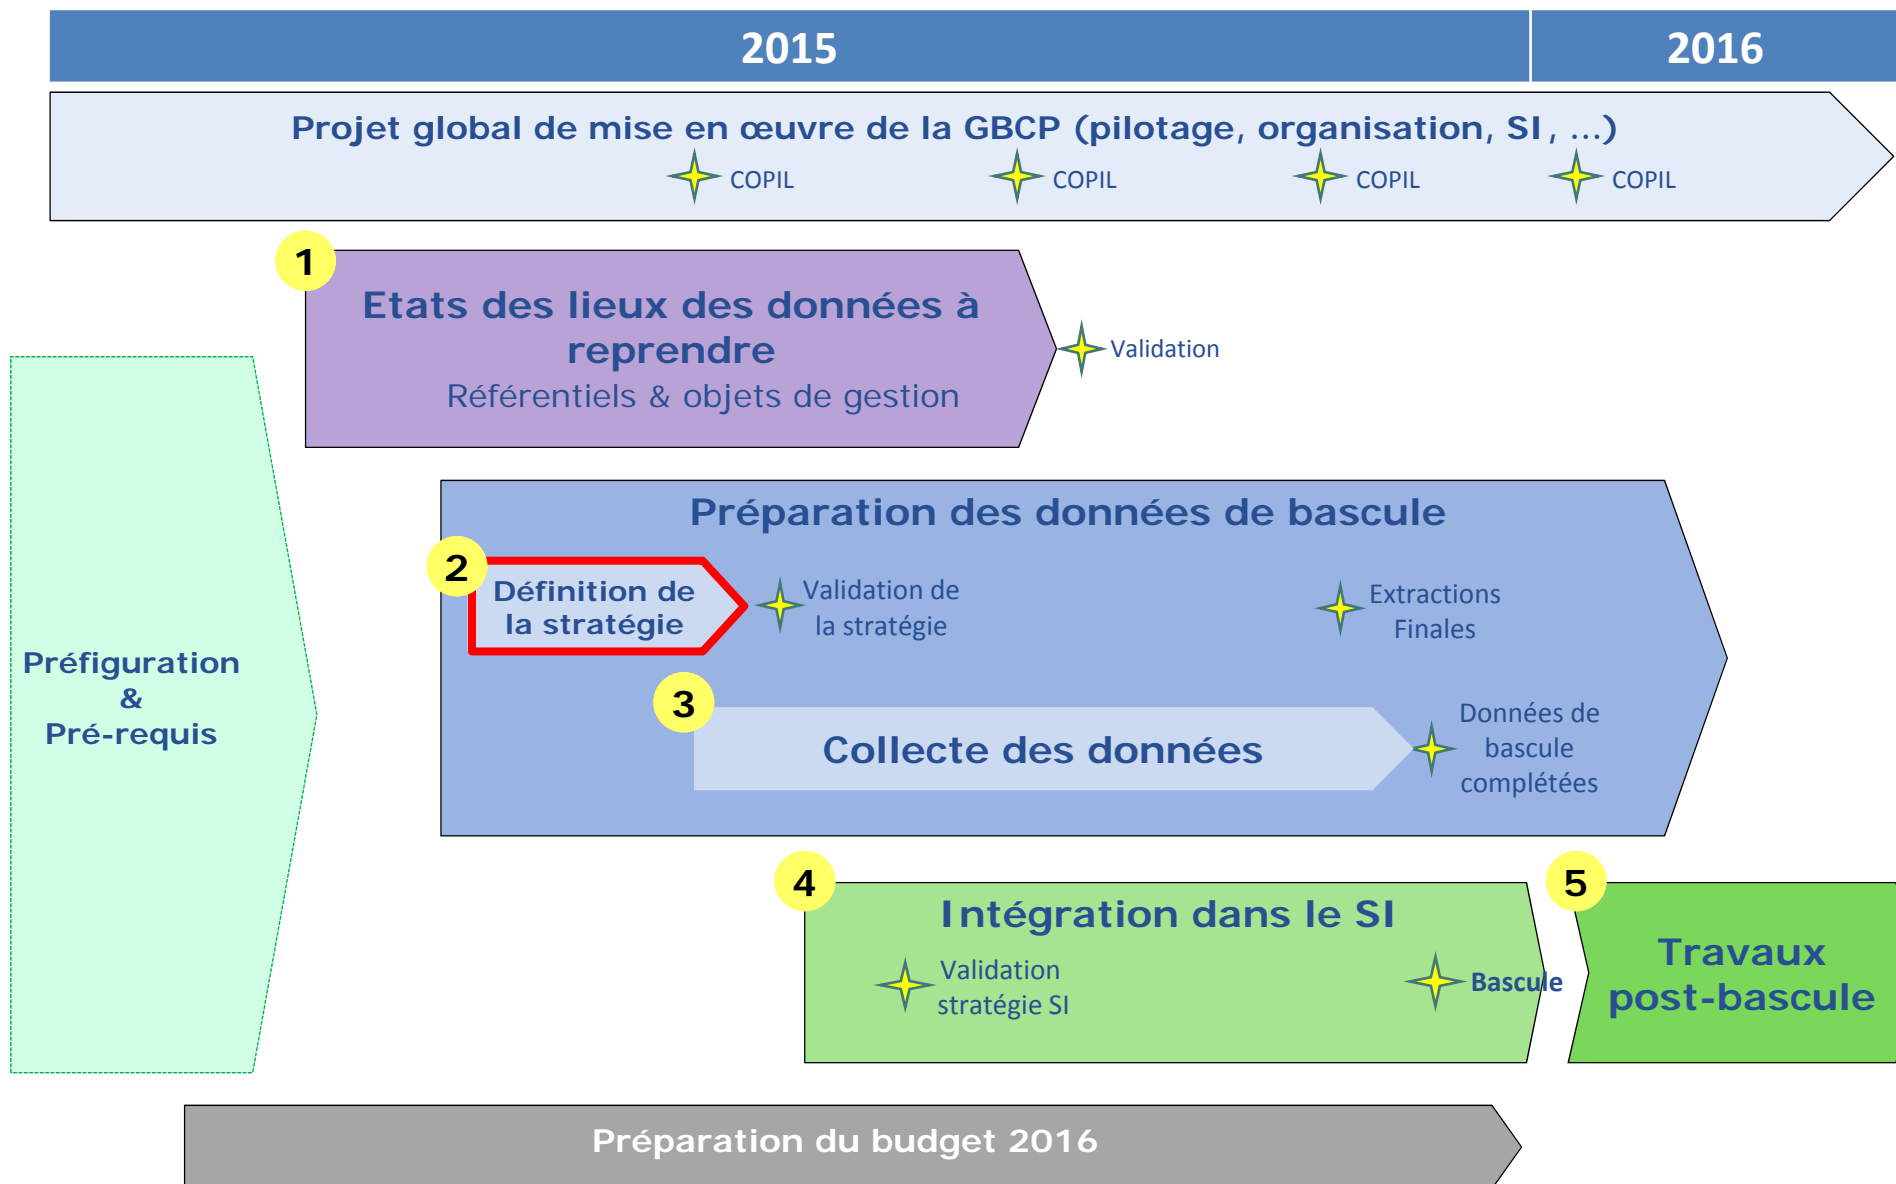 2015
2016
Projet global de mise en œuvre de la GBCP (pilotage, organisation, SI, ...)
COPIL
COPIL
COPIL
COPIL
1
Etats des lieux des données à
reprendre
Référentiels & objets de gestion
Validation
Préfiguration
&
Pré-requis
Préparation des données de bascule
2
Définition de
la stratégie
Validation de
la stratégie
Extractions
Finales
3
Collecte des données
Données de
bascule
complétées
4
Intégration dans le SI
Validation
stratégie SI
Bascule
5
Travaux
post-bascule
Préparation du budget 2016